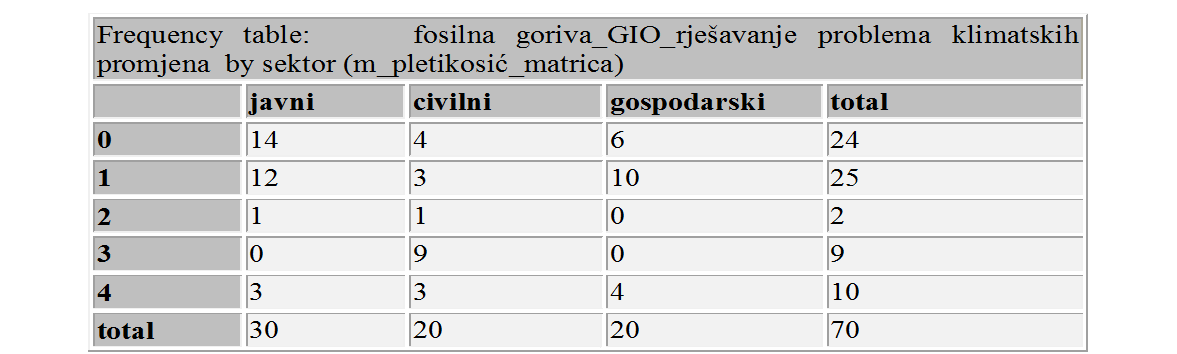 Frequency table: fosilna goriva_GIO_rješavanje problema klimatskih
promjena by sektor (m_pletikosić_matrica)
javni civilni gospodarski total
0 14 4 6 24
1 12 3 10 25
2 1 1 0 2
3 0 9 0 9
4 3 3 4 10
total 30 20 20 70